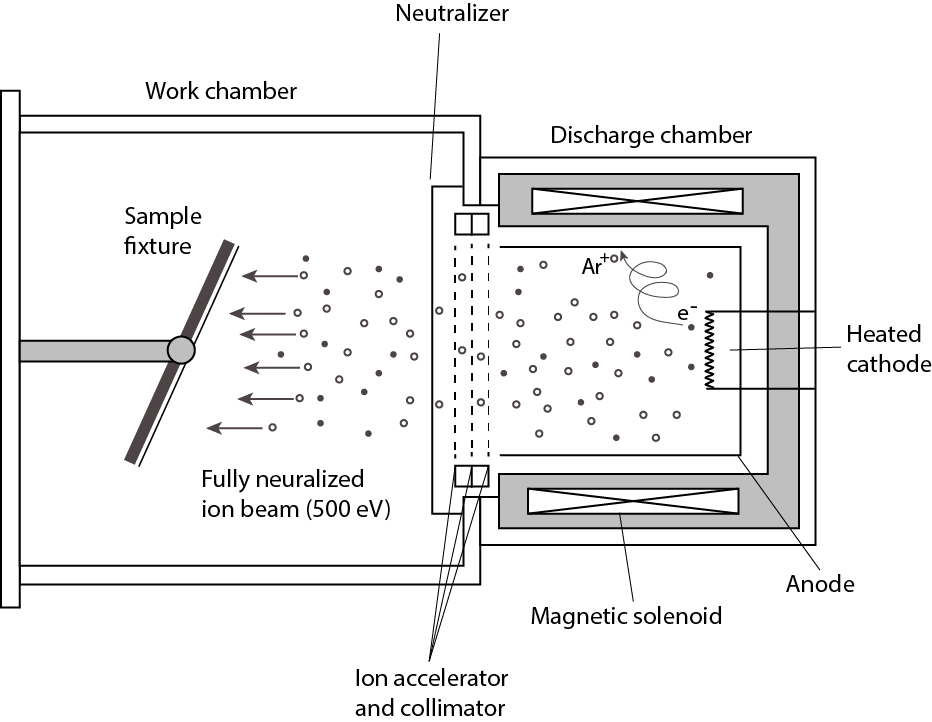 Neutralizer
Work chamber
Discharge chamber
Sample
fixture
Ar+
e−
Heated
cathode
Fully neuralized
ion beam (500 eV)
Anode
Magnetic solenoid
Ion accelerator
and collimator